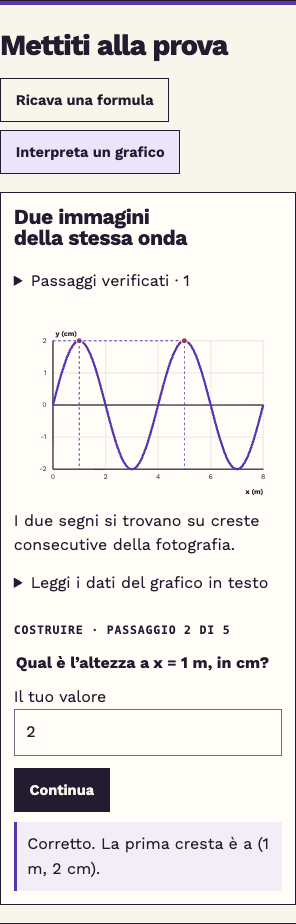 Mettiti alla prova
Ricava una formula
Interpreta un grafico
Due immagini
della stessa onda
▶ Passaggi verificati · 1
y (cm)
2
1
0
-1
-2
0 2 4 6 8
x (m)
I due segni si trovano su creste
consecutive della fotografia.
▶ Leggi i dati del grafico in testo
COSTRUIRE · PASSAGGIO 2 DI 5
Qual è l’altezza a x = 1 m, in cm?
Il tuo valore
2
Continua
Corretto. La prima cresta è a (1
m, 2 cm).